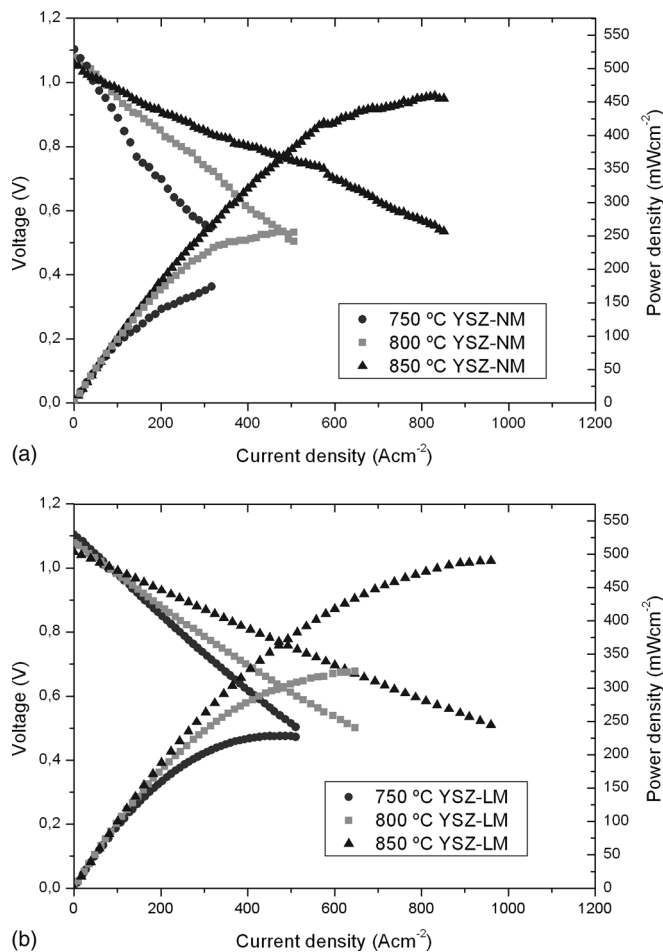 1,2
1,0
0,8
0,6
0,4
0,2
0,0
Voltage (V)
550
500
450
400
350
300
250
200
150
100
50
0
Power density (mWcm⁻²)
750 ºC YSZ-NM
800 ºC YSZ-NM
850 ºC YSZ-NM
0 200 400 600 800 1000 1200
Current density (Acm⁻²)
(a)
1,2
1,0
0,8
0,6
0,4
0,2
0,0
Voltage (V)
550
500
450
400
350
300
250
200
150
100
50
0
Power density (mWcm⁻²)
750 ºC YSZ-LM
800 ºC YSZ-LM
850 ºC YSZ-LM
0 200 400 600 800 1000 1200
Current density (Acm⁻²)
(b)